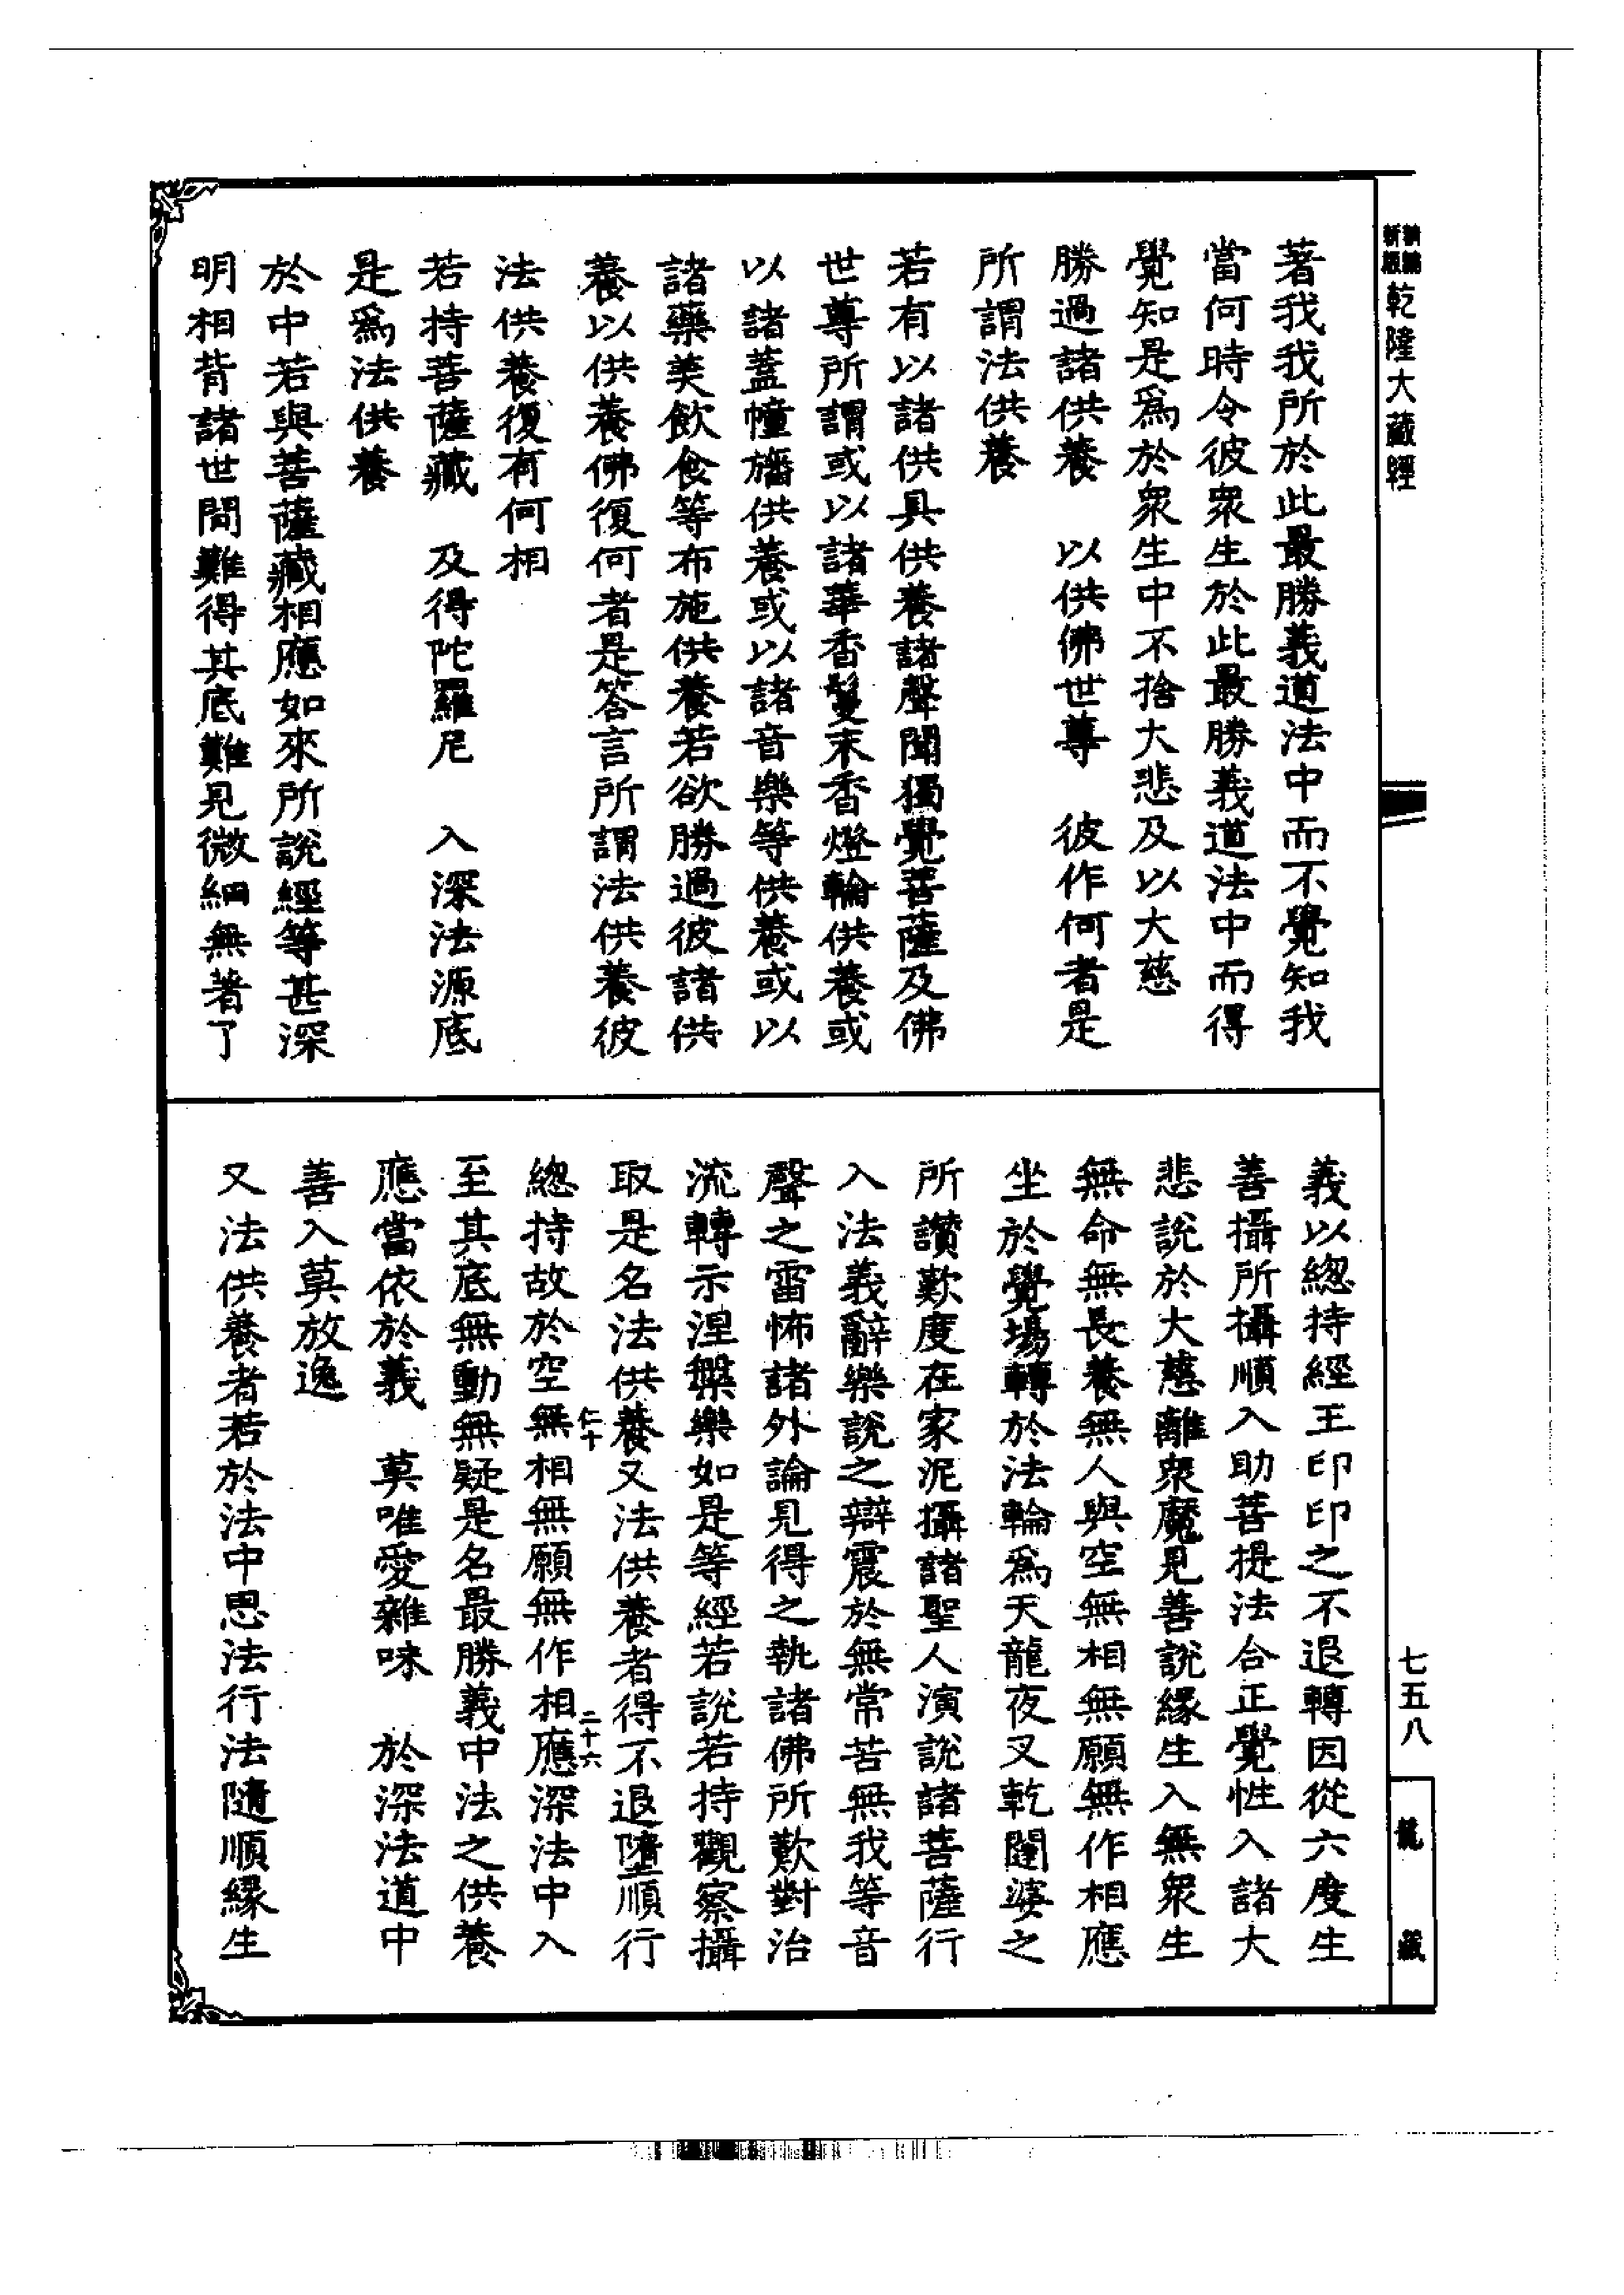 新編
新版
乾隆大藏經
著我我所於此最勝義道法中而不覺知我
當何時令彼衆生於此最勝義道法中而得
覺知是爲於衆生中不捨大悲及以大慈
勝過諸供養　以供佛世尊　彼作何者是
所謂法供養
若有以諸供具供養諸聲聞獨覺菩薩及佛
世尊所謂或以諸華香鬘末香燈輪供養或
以諸蓋幢旛供養或以諸音樂等供養或以
諸藥美飲食等布施供養若欲勝過彼諸供
養以供養佛復何者是答言所謂法供養彼
法供養復有何相
若持菩薩藏　及得陀羅尼　入深法源底
是爲法供養
於中若與菩薩藏相應如來所說經等甚深
明相背諸世間難得其底難見微細無著了
義以總持經王印印之不退轉因從六度生
善攝所攝順入助菩提法合正覺性入諸大
悲說於大慈離衆魔見善說緣生入無衆生
無命無長養無人與空無相無願無作相應
坐於覺場轉於法輪爲天龍夜叉乾闥婆之
所讚歎度在家泥攝諸聖人演說諸菩薩行
入法義辭樂說之辯震於無常苦無我等音
聲之雷怖諸外論見得之執諸佛所歎對治
流轉示涅槃樂如是等經若說若持觀察攝
取是名法供養又法供養者得不退墮順行
仁十
二十六
總持故於空無相無願無作相應深法中入
至其底無動無疑是名最勝義中法之供養
應當依於義　莫唯愛雜味　於深法道中
善入莫放逸
又法供養者若於法中思法行法隨順緣生
七五八
龍藏